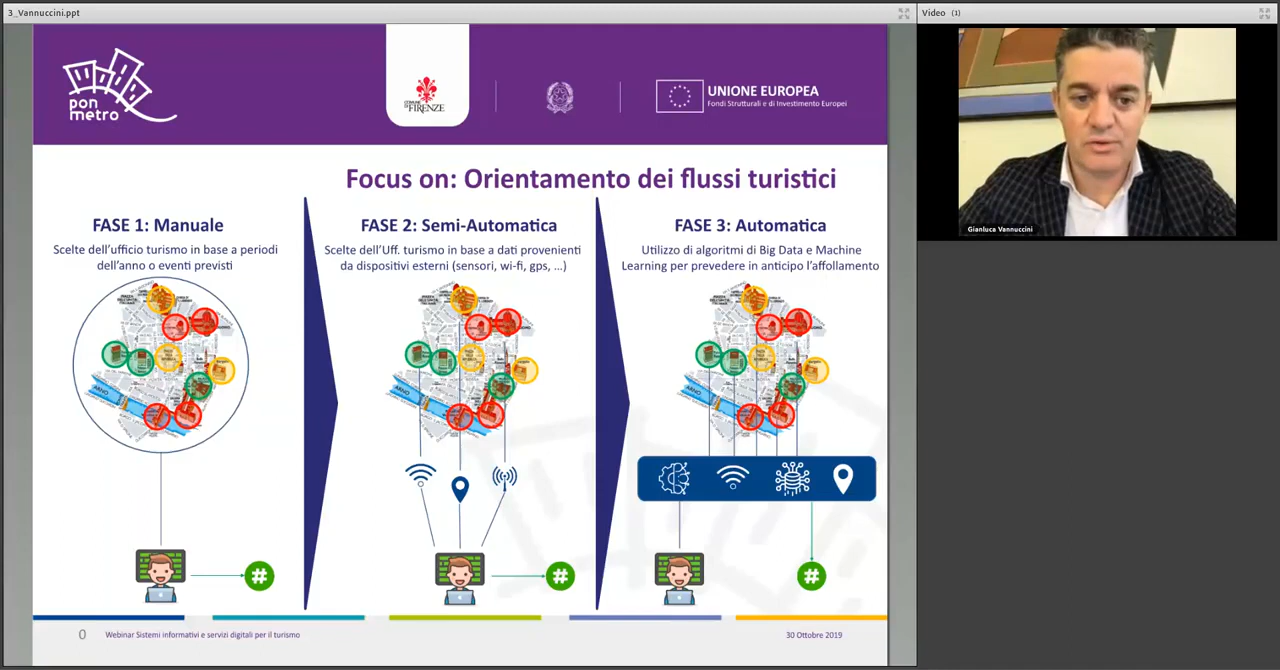 3_Vannuccini.ppt
Video (1)
pon
metro
COMUNE
DI FIRENZE
UNIONE EUROPEA
Fondi Strutturali e di Investimento Europei
Gianluca Vannuccini
Focus on: Orientamento dei flussi turistici
FASE 1: Manuale
Scelte dell'ufficio turismo in base a periodi
dell'anno o eventi previsti
ARNO
FASE 2: Semi-Automatica
Scelte dell'Uff. turismo in base a dati provenienti
da dispositivi esterni (sensori, wi-fi, gps, ...)
ARNO
FASE 3: Automatica
Utilizzo di algoritmi di Big Data e Machine
Learning per prevedere in anticipo l'affollamento
ARNO
#
#
#
0
Webinar Sistemi informativi e servizi digitali per il turismo
30 Ottobre 2019